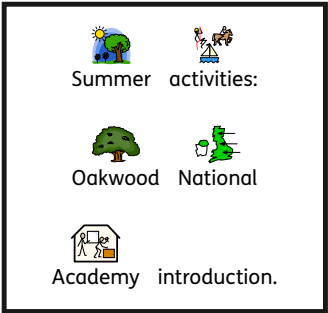 Summer activities:
Oakwood National
Academy introduction.